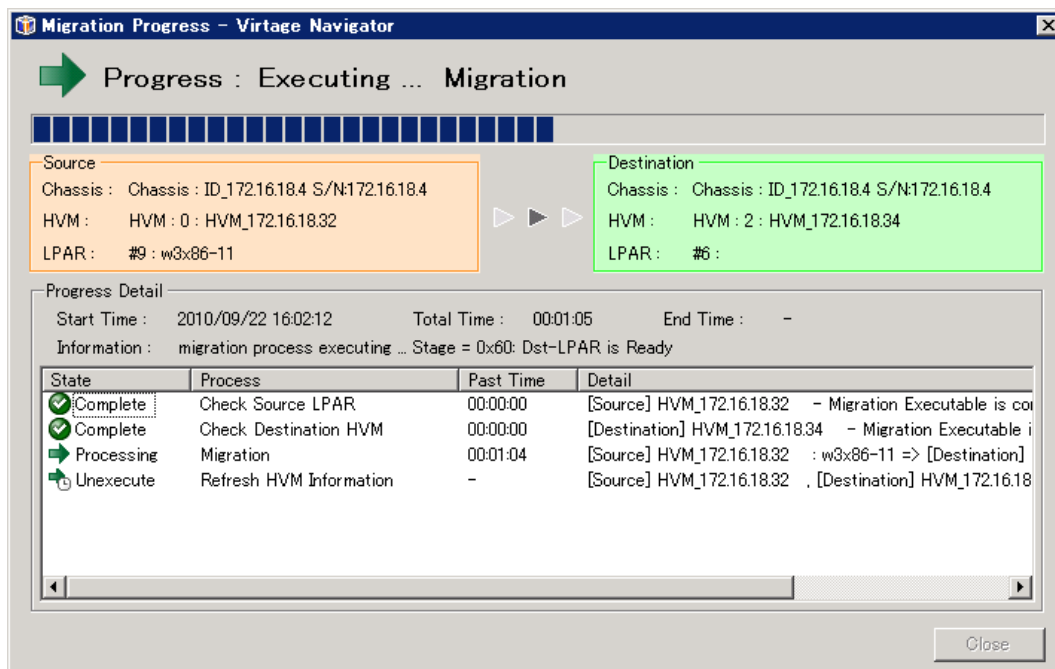 Migration Progress - Virtage Navigator
Progress : Executing ... Migration
Source
Chassis : Chassis : ID_172.16.18.4 S/N:172.16.18.4
HVM : HVM : 0 : HVM_172.16.18.32
LPAR : #9 : w3x86-11
Destination
Chassis : Chassis : ID_172.16.18.4 S/N:172.16.18.4
HVM : HVM : 2 : HVM_172.16.18.34
LPAR : #6 :
Progress Detail
Start Time : 2010/09/22 16:02:12 Total Time : 00:01:05 End Time : -
Information : migration process executing ... Stage = 0x60: Dst-LPAR is Ready
State Process Past Time Detail
Complete Check Source LPAR 00:00:00 [Source] HVM_172.16.18.32 - Migration Executable is
Complete Check Destination HVM 00:00:00 [Destination] HVM_172.16.18.34 - Migration Executable
Processing Migration 00:01:04 [Source] HVM_172.16.18.32 : w3x86-11 => [Destination]
Unexecute Refresh HVM Information - [Source] HVM_172.16.18.32 , [Destination] HVM_172.16.18
Close